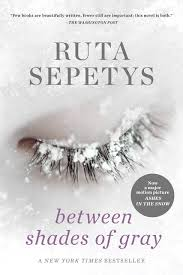 "Few books are beautifully written, fewer still are important; this novel is both."
—THE WASHINGTON POST
RUTA
SEPETYS
Now a
major motion
picture
ASHES
IN THE SNOW
between
shades of gray
A NEW YORK TIMES BESTSELLER